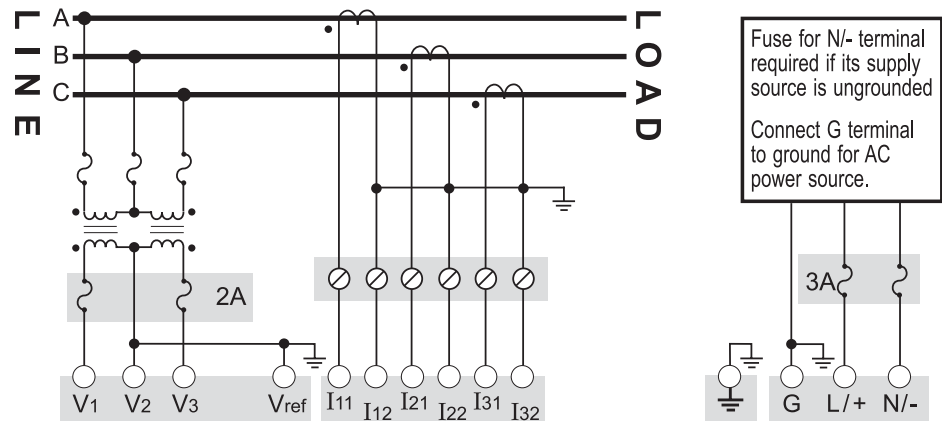 LINE
A
B
C
LOAD
Fuse for N/- terminal
required if its supply
source is ungrounded
Connect G terminal
to ground for AC
power source.
2A
3A
V1 V2 V3 Vref
I11 I12 I21 I22 I31 I32
G L/+ N/-